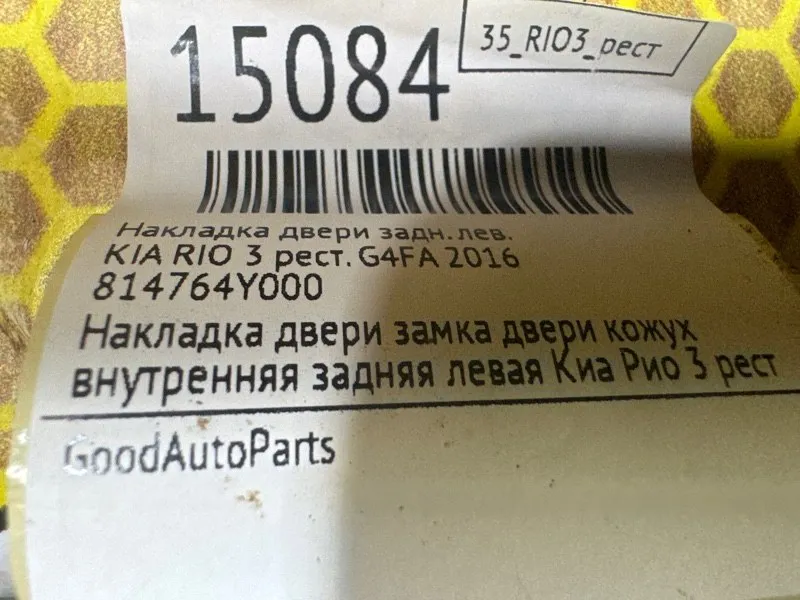 15084
35_RIO3_рест
Накладка двери задн.лев.
KIA RIO 3 рест. G4FA 2016
814764Y000
Накладка двери замка двери кожух
внутренняя задняя левая Киа Рио 3 рест
GoodAutoParts